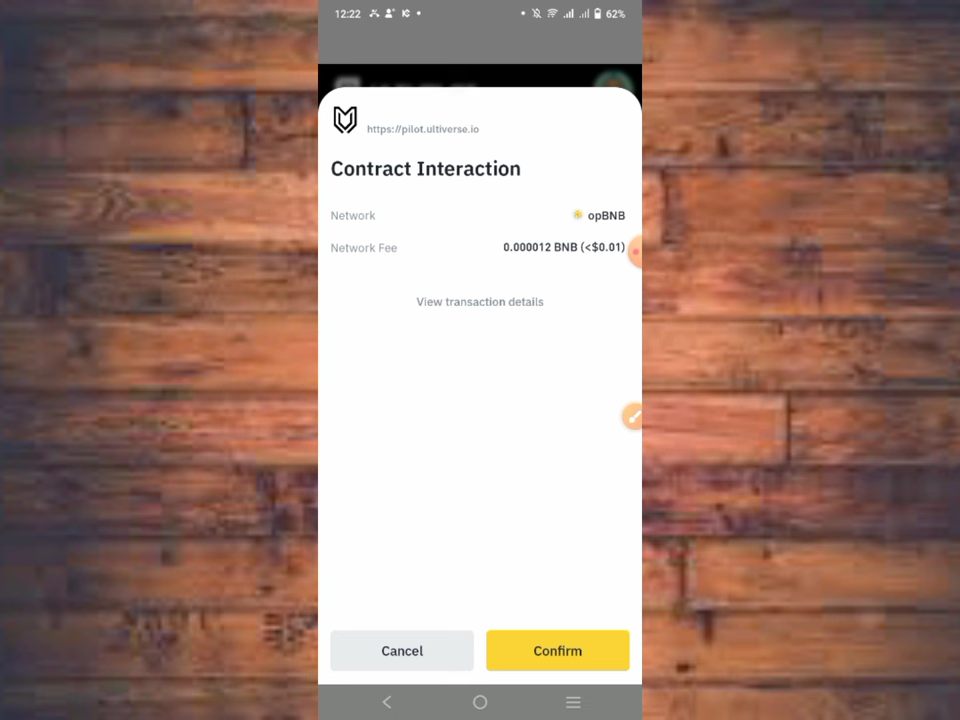 12:22
62%
https://pilot.ultiverse.io
Contract Interaction
Network
opBNB
Network Fee
0.000012 BNB (<$0.01)
View transaction details
Cancel
Confirm